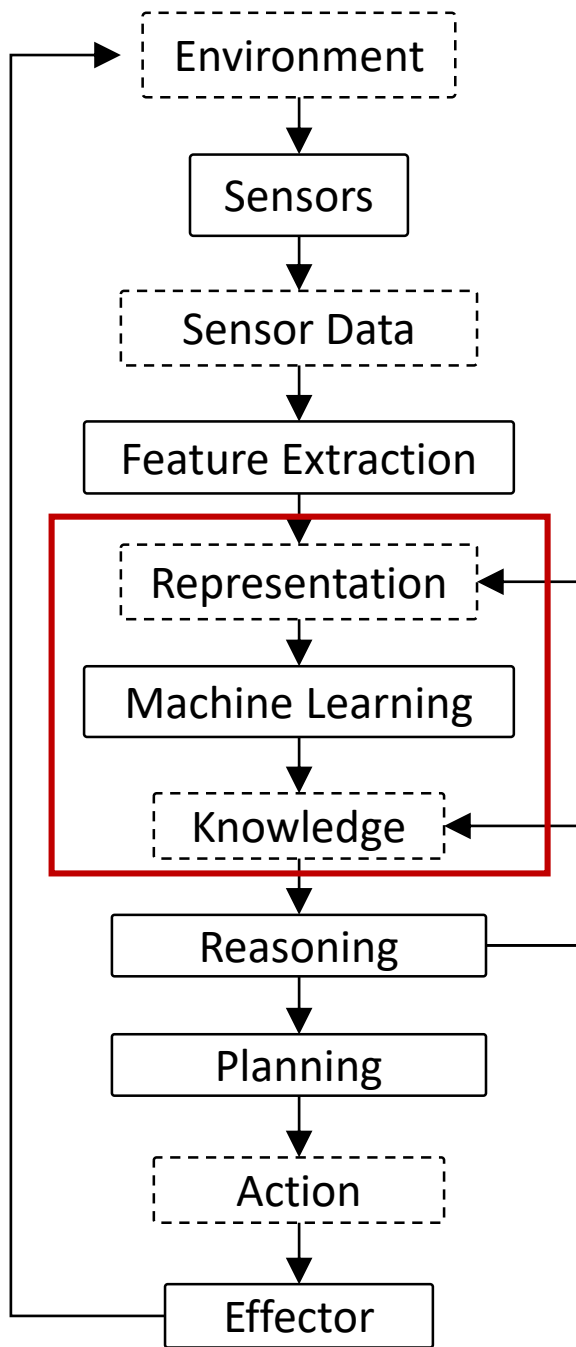 Environment
Sensors
Sensor Data
Feature Extraction
Representation
Machine Learning
Knowledge
Reasoning
Planning
Action
Effector